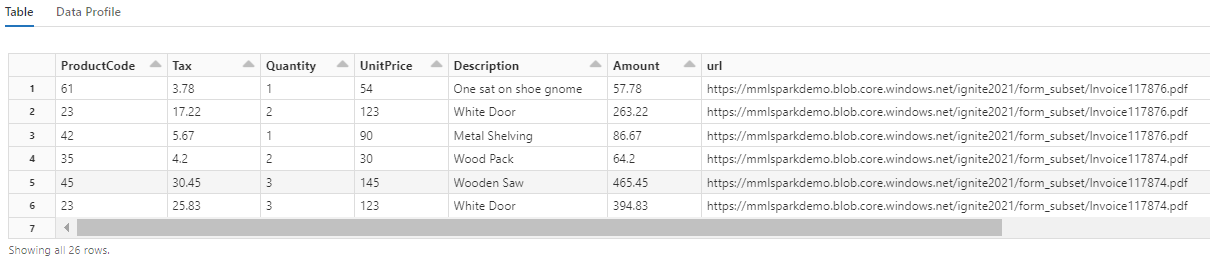 Table Data Profile
ProductCode Tax Quantity UnitPrice Description Amount url
1 61 3.78 1 54 One sat on shoe gnome 57.78 https://mmlsparkdemo.blob.core.windows.net/ignite2021/form_subset/Invoice117876.pdf
2 23 17.22 2 123 White Door 263.22 https://mmlsparkdemo.blob.core.windows.net/ignite2021/form_subset/Invoice117876.pdf
3 42 5.67 1 90 Metal Shelving 86.67 https://mmlsparkdemo.blob.core.windows.net/ignite2021/form_subset/Invoice117876.pdf
4 35 4.2 2 30 Wood Pack 64.2 https://mmlsparkdemo.blob.core.windows.net/ignite2021/form_subset/Invoice117874.pdf
5 45 30.45 3 145 Wooden Saw 465.45 https://mmlsparkdemo.blob.core.windows.net/ignite2021/form_subset/Invoice117874.pdf
6 23 25.83 3 123 White Door 394.83 https://mmlsparkdemo.blob.core.windows.net/ignite2021/form_subset/Invoice117874.pdf
7
Showing all 26 rows.